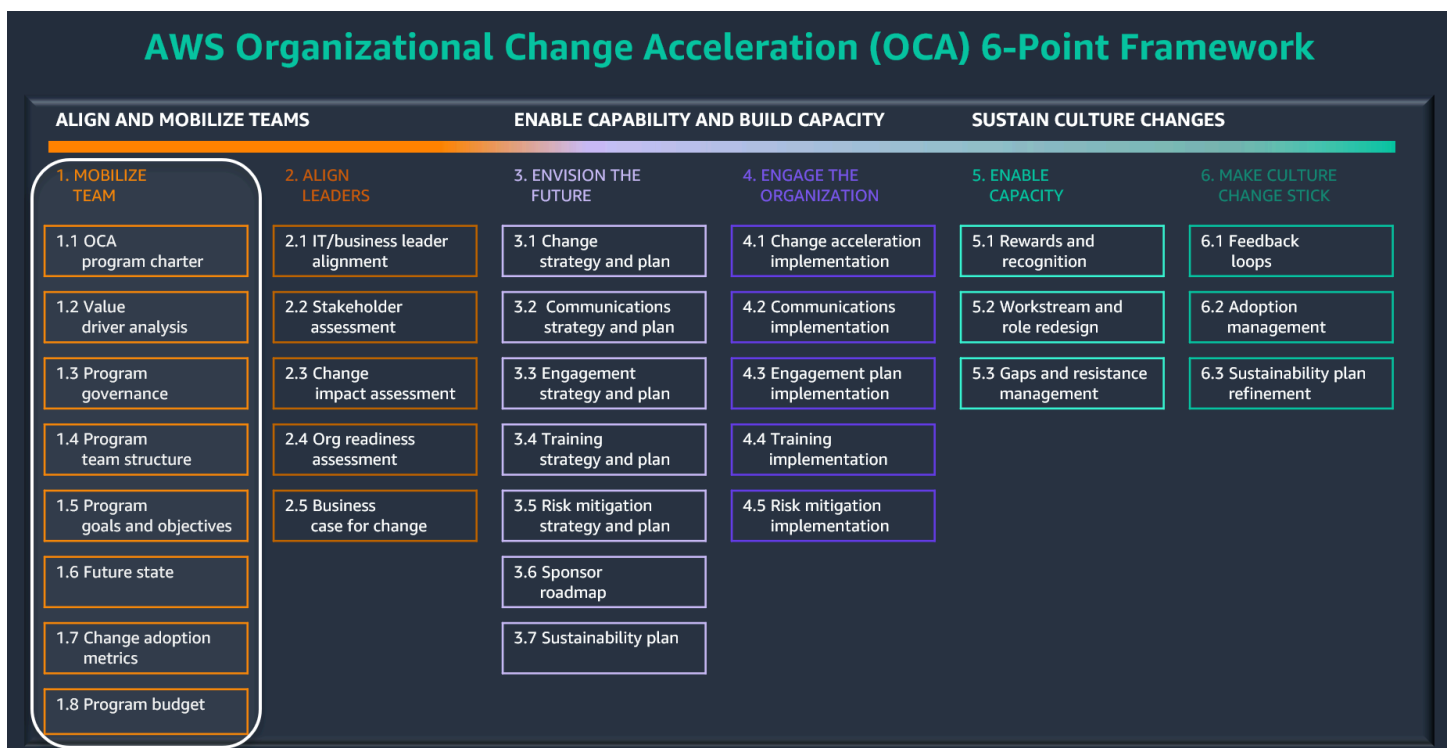 AWS Organizational Change Acceleration (OCA) 6-Point Framework
ALIGN AND MOBILIZE TEAMS
ENABLE CAPABILITY AND BUILD CAPACITY
SUSTAIN CULTURE CHANGES
1. MOBILIZE
TEAM
1.1 OCA
program charter
1.2 Value
driver analysis
1.3 Program
governance
1.4 Program
team structure
1.5 Program
goals and objectives
1.6 Future state
1.7 Change adoption
metrics
1.8 Program budget
2. ALIGN
LEADERS
2.1 IT/business leader
alignment
2.2 Stakeholder
assessment
2.3 Change
impact assessment
2.4 Org readiness
assessment
2.5 Business
case for change
3. ENVISION THE
FUTURE
3.1 Change
strategy and plan
3.2 Communications
strategy and plan
3.3 Engagement
strategy and plan
3.4 Training
strategy and plan
3.5 Risk mitigation
strategy and plan
3.6 Sponsor
roadmap
3.7 Sustainability plan
4. ENGAGE THE
ORGANIZATION
4.1 Change acceleration
implementation
4.2 Communications
implementation
4.3 Engagement plan
implementation
4.4 Training
implementation
4.5 Risk mitigation
implementation
5. ENABLE
CAPACITY
5.1 Rewards and
recognition
5.2 Workstream and
role redesign
5.3 Gaps and resistance
management
6. MAKE CULTURE
CHANGE STICK
6.1 Feedback
loops
6.2 Adoption
management
6.3 Sustainability plan
refinement